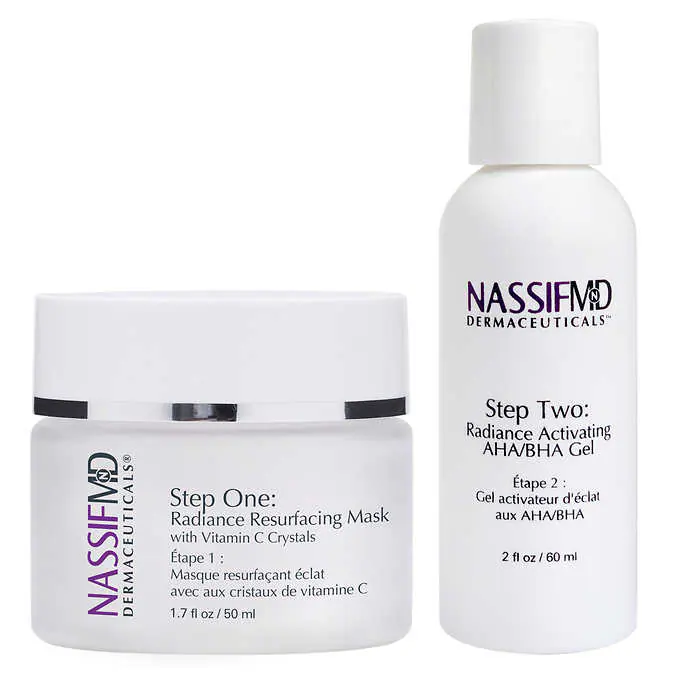 NASSIFMD
DERMACEUTICALS®
Step One:
Radiance Resurfacing Mask
with Vitamin C Crystals
Étape 1 :
Masque resurfaçant éclat
avec aux cristaux de vitamine C
1.7 fl oz / 50 ml
NASSIFMD
DERMACEUTICALS™
Step Two:
Radiance Activating
AHA/BHA Gel
Étape 2 :
Gel activateur d'éclat
aux AHA/BHA
2 fl oz / 60 ml